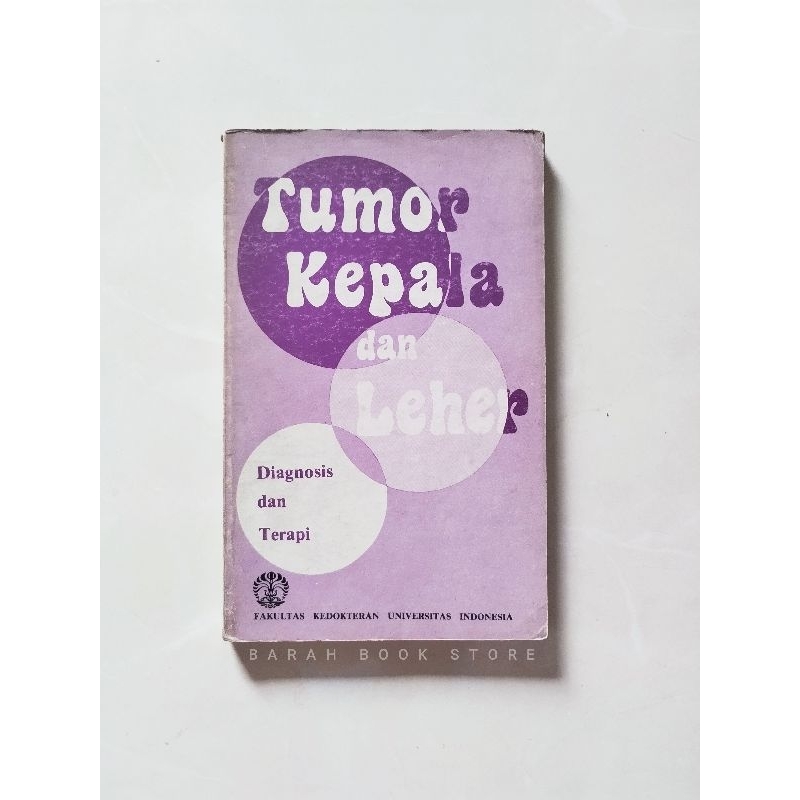 Tumor
Kepala
dan
Leher
Diagnosis
dan
Terapi
FAKULTAS KEDOKTERAN UNIVERSITAS INDONESIA
BARAH BOOK STORE